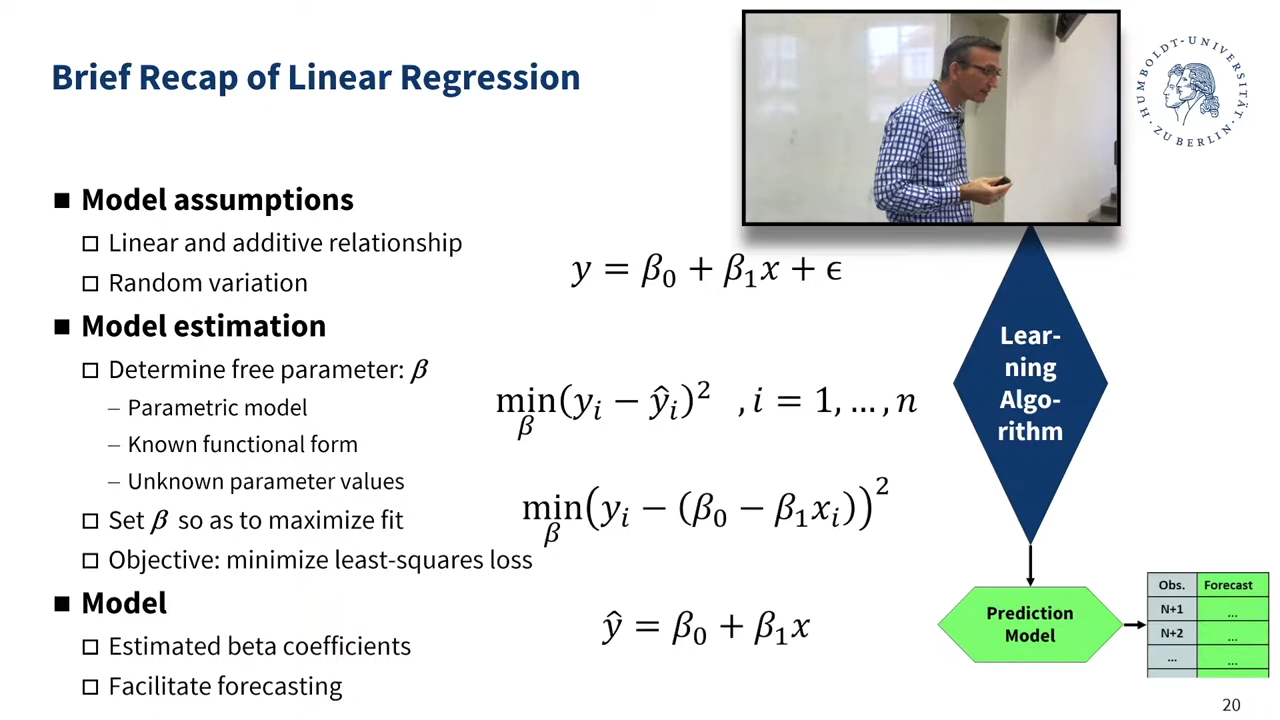 Brief Recap of Linear Regression
HUMBOLDT-UNIVERSITÄT
ZU BERLIN
■ Model assumptions
□ Linear and additive relationship
□ Random variation
y = β₀ + β₁x + ϵ
■ Model estimation
□ Determine free parameter: β
– Parametric model
– Known functional form
– Unknown parameter values
min(yᵢ − ŷᵢ)² , i = 1, … , n
β
□ Set β so as to maximize fit
□ Objective: minimize least-squares loss
min(yᵢ − (β₀ − β₁xᵢ))²
β
■ Model
□ Estimated beta coefficients
□ Facilitate forecasting
ŷ = β₀ + β₁x
Lear-
ning
Algo-
rithm
Prediction
Model
Obs. Forecast
N+1 ...
N+2 ...
... ...
20